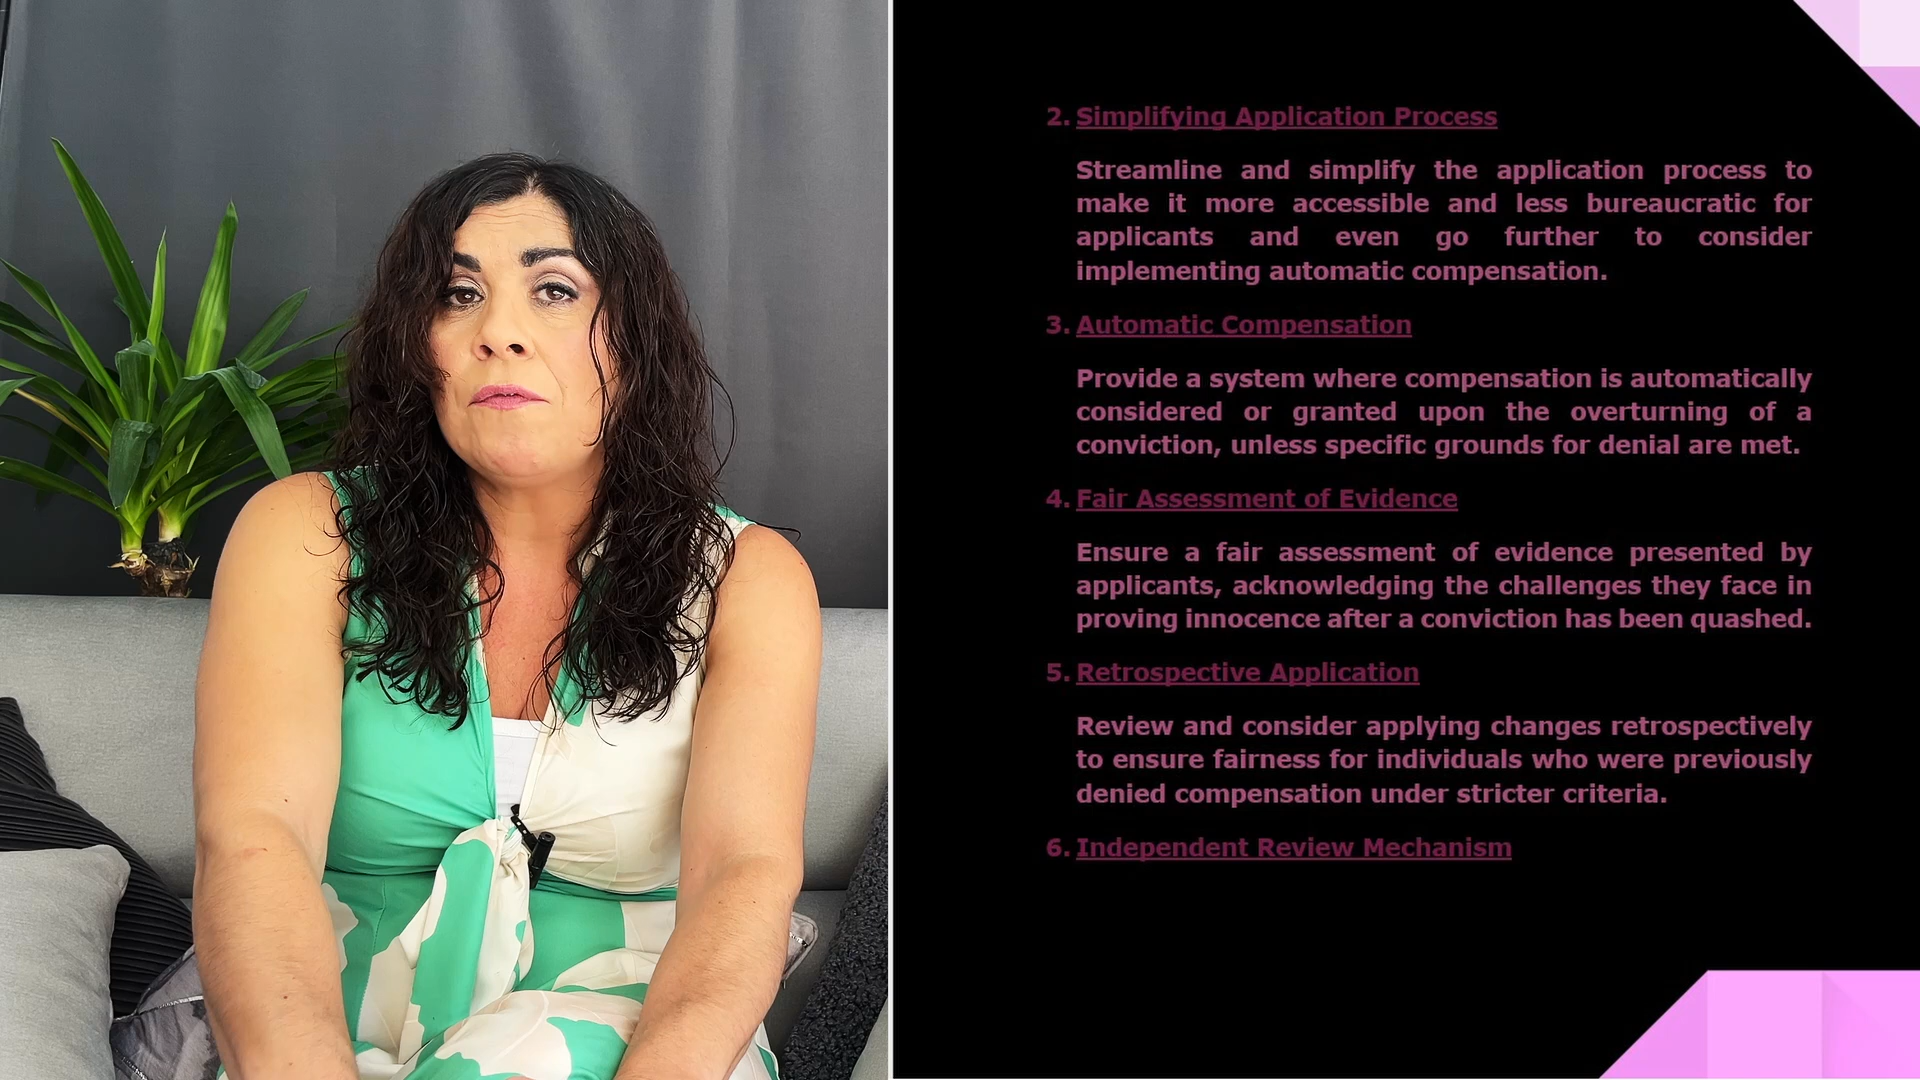 2. Simplifying Application Process
Streamline and simplify the application process to
make it more accessible and less bureaucratic for
applicants and even go further to consider
implementing automatic compensation.
3. Automatic Compensation
Provide a system where compensation is automatically
considered or granted upon the overturning of a
conviction, unless specific grounds for denial are met.
4. Fair Assessment of Evidence
Ensure a fair assessment of evidence presented by
applicants, acknowledging the challenges they face in
proving innocence after a conviction has been quashed.
5. Retrospective Application
Review and consider applying changes retrospectively
to ensure fairness for individuals who were previously
denied compensation under stricter criteria.
6. Independent Review Mechanism